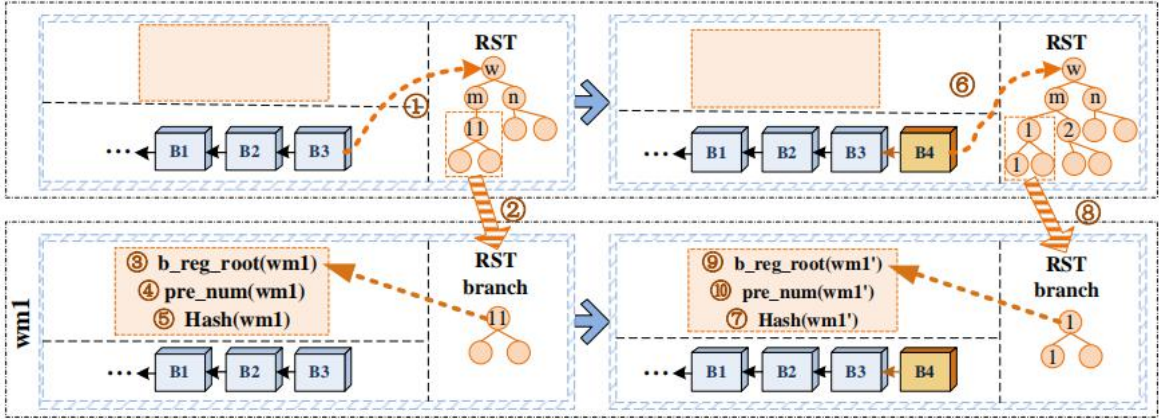 RST
w
①
m n
11
... B1 B2 B3
RST
w
⑥
m n
1 2
1
... B1 B2 B3 B4
②
⑧
wm1
③ b_reg_root(wm1)
④ pre_num(wm1)
⑤ Hash(wm1)
RST
branch
11
... B1 B2 B3
⑨ b_reg_root(wm1')
⑩ pre_num(wm1')
⑦ Hash(wm1')
RST
branch
1
1
... B1 B2 B3 B4